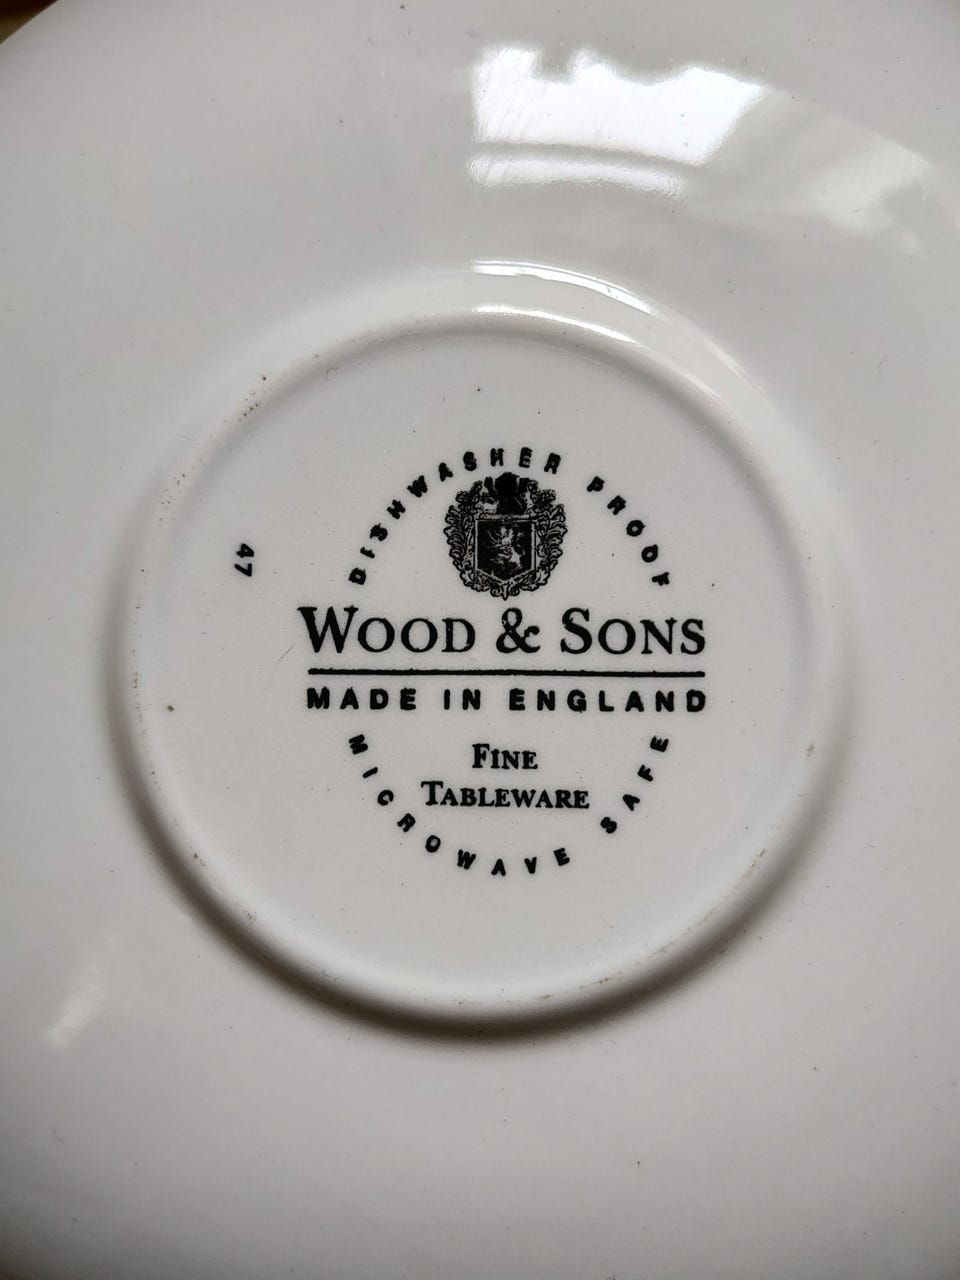 DISHWASHER PROOF
WOOD & SONS
MADE IN ENGLAND
FINE
TABLEWARE
MICROWAVE SAFE
47